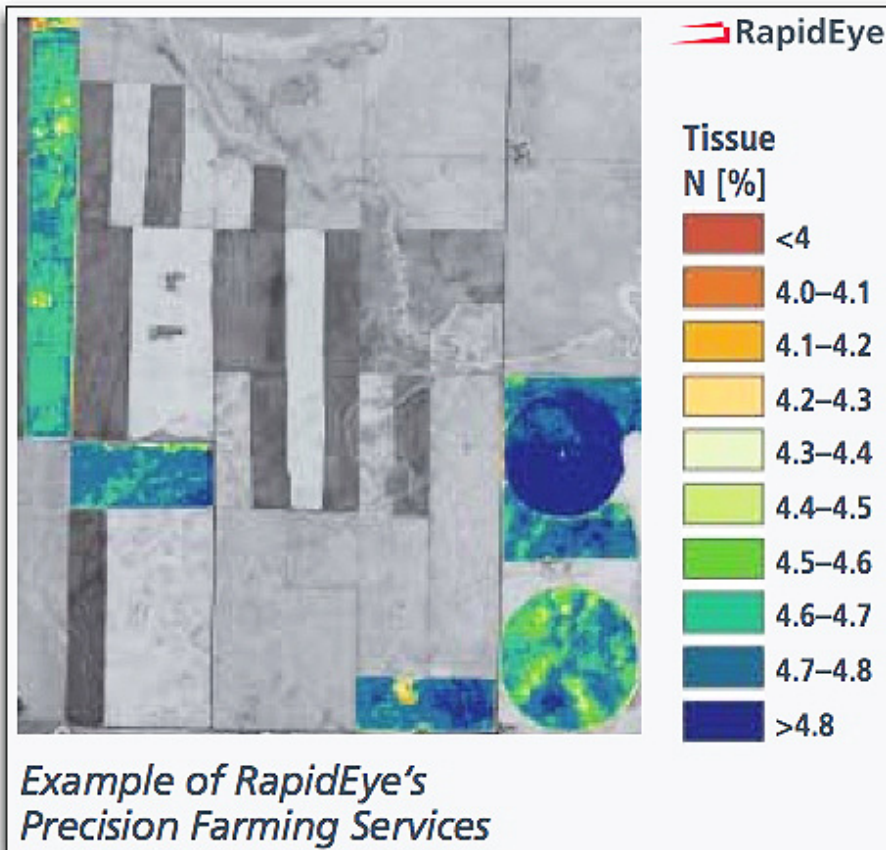 RapidEye
Tissue
N [%]
<4
4.0–4.1
4.1–4.2
4.2–4.3
4.3–4.4
4.4–4.5
4.5–4.6
4.6–4.7
4.7–4.8
>4.8
Example of RapidEye's
Precision Farming Services